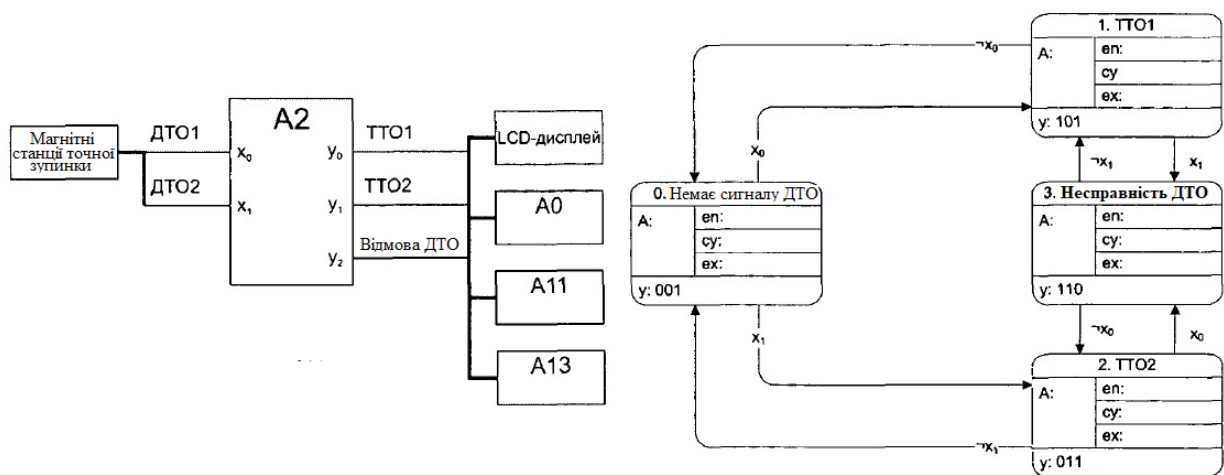 Магнітні
станції точної
зупинки
ДТО1
ДТО2
A2
x₀
x₁
y₀
y₁
y₂
ТТО1
ТТО2
Відмова ДТО
LCD-дисплей
A0
A11
A13
¬x₀
x₀
1. ТТО1
A:
en:
cy
ex:
y: 101
¬x₁
x₁
0. Немає сигналу ДТО
A:
en:
cy:
ex:
y: 001
3. Несправність ДТО
A:
en:
cy:
ex:
y: 110
x₁
¬x₀
x₀
2. ТТО2
A:
en:
cy:
ex:
y: 011
¬x₁